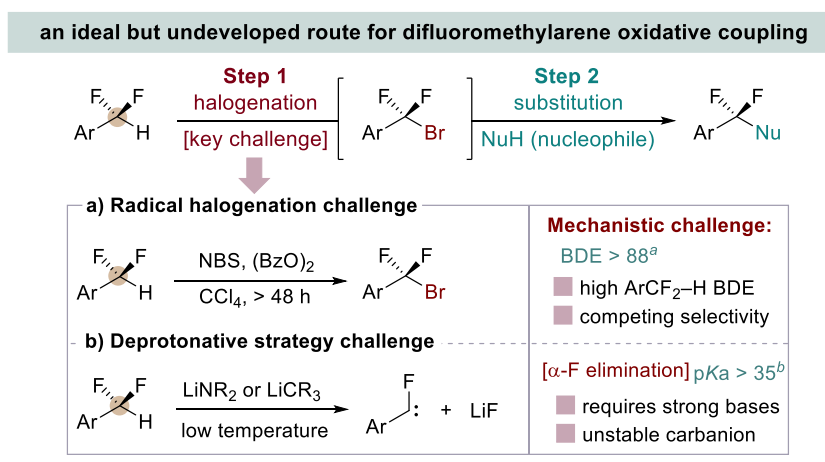 an ideal but undeveloped route for difluoromethylarene oxidative coupling
Step 1
halogenation
[key challenge]
Step 2
substitution
NuH (nucleophile)
F F
Ar H
F F
Ar Br
F F
Ar Nu
a) Radical halogenation challenge
F F
Ar H
NBS, (BzO)₂
CCl₄, > 48 h
F F
Ar Br
Mechanistic challenge:
BDE > 88ᵃ
high ArCF₂–H BDE
competing selectivity
b) Deprotonative strategy challenge
F F
Ar H
LiNR₂ or LiCR₃
low temperature
F
Ar : + LiF
[α-F elimination] pKa > 35ᵇ
requires strong bases
unstable carbanion